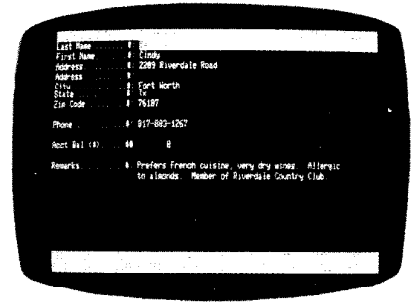 Last Name ........ #:
First Name ....... #: Cindy
Address .......... #: 2209 Riverdale Road
Address .......... #:
City ............. #: Fort Worth
State ............ #: Tx
Zip Code ......... #: 76107
Phone ............ #: 817-883-1267
Acct Bal ($) ..... ## 0
Remarks .......... #: Prefers French cuisine, very dry wines. Allergic
to almonds. Member of Riverdale Country Club.